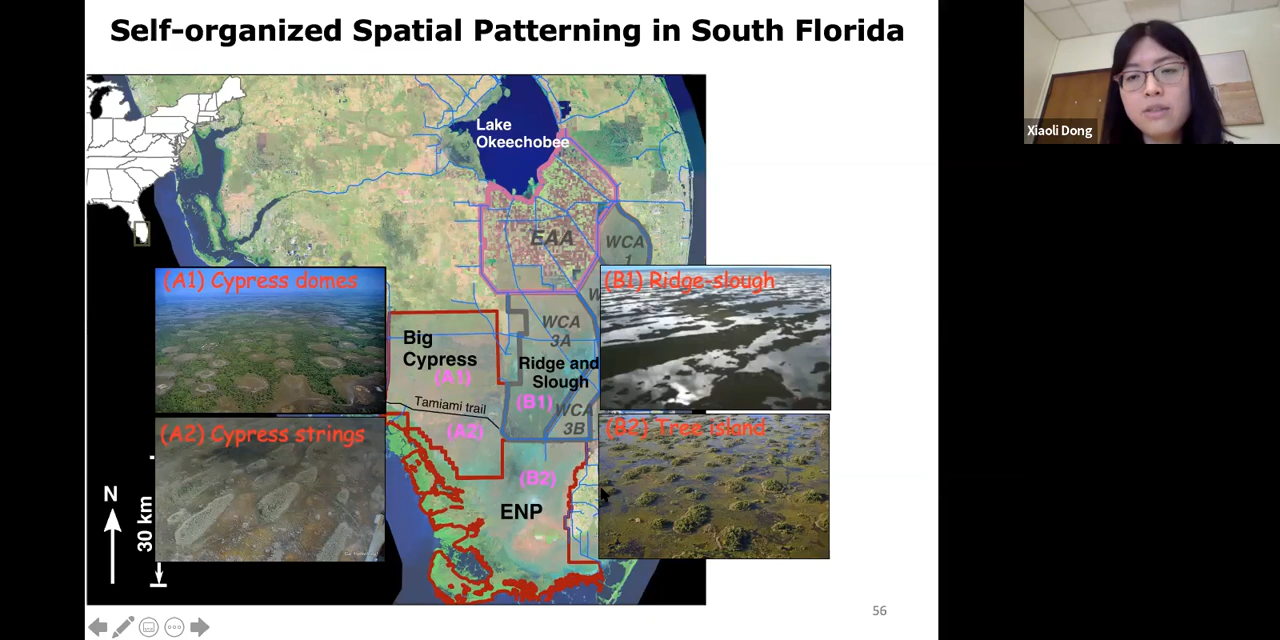 Self-organized Spatial Patterning in South Florida
Xiaoli Dong
Lake
Okeechobee
EAA
WCA
1
(A1) Cypress domes
(B1) Ridge-slough
W
WCA
3A
Big
Cypress
(A1)
Ridge and
Slough
(B1)
WCA
3B
Tamiami trail
(A2) Cypress strings
(A2)
(B2) Tree island
(B2)
ENP
N
30 km
56